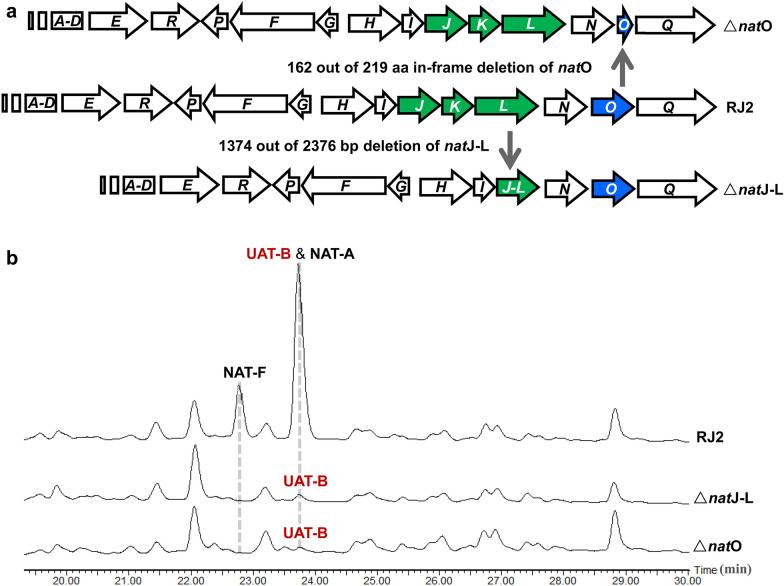 a
A-D E R P F G H I J K L N O Q △natO
162 out of 219 aa in-frame deletion of natO
A-D E R P F G H I J K L N O Q RJ2
1374 out of 2376 bp deletion of natJ-L
A-D E R P F G H I J-L N O Q △natJ-L
b
UAT-B & NAT-A
NAT-F
RJ2
UAT-B
△natJ-L
UAT-B
△natO
Time (min)
20.00 21.00 22.00 23.00 24.00 25.00 26.00 27.00 28.00 29.00 30.00